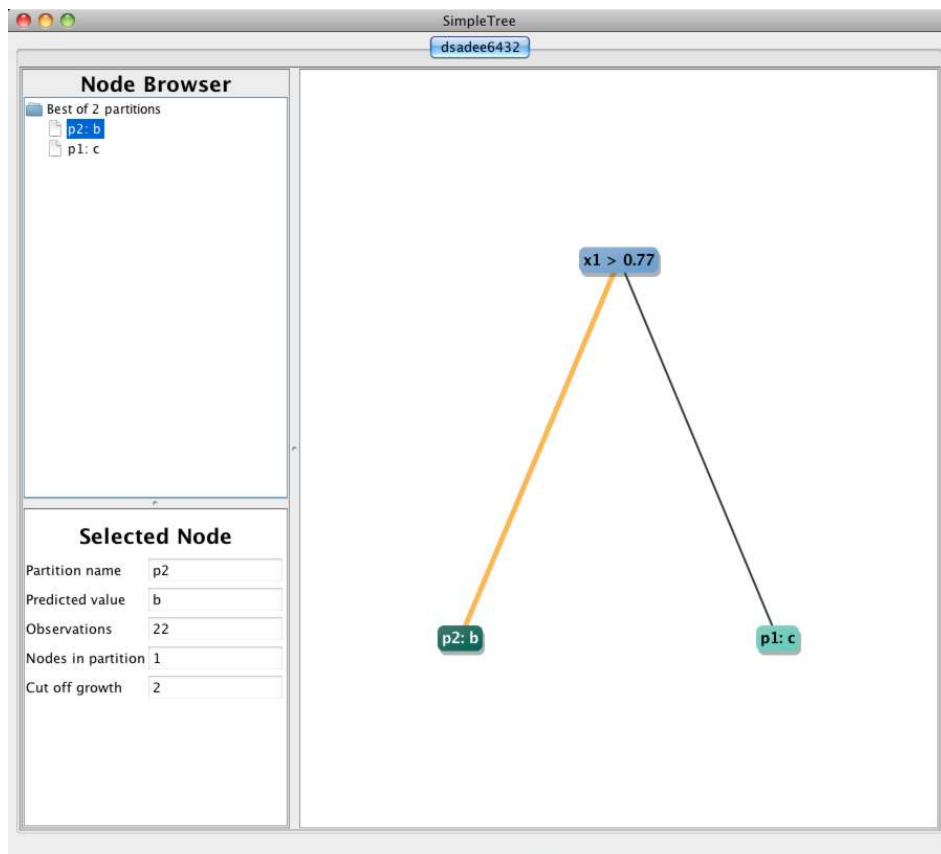 SimpleTree
dsadee6432
Node Browser
Best of 2 partitions
p2: b
p1: c
Selected Node
Partition name p2
Predicted value b
Observations 22
Nodes in partition 1
Cut off growth 2
x1 > 0.77
p2: b p1: c